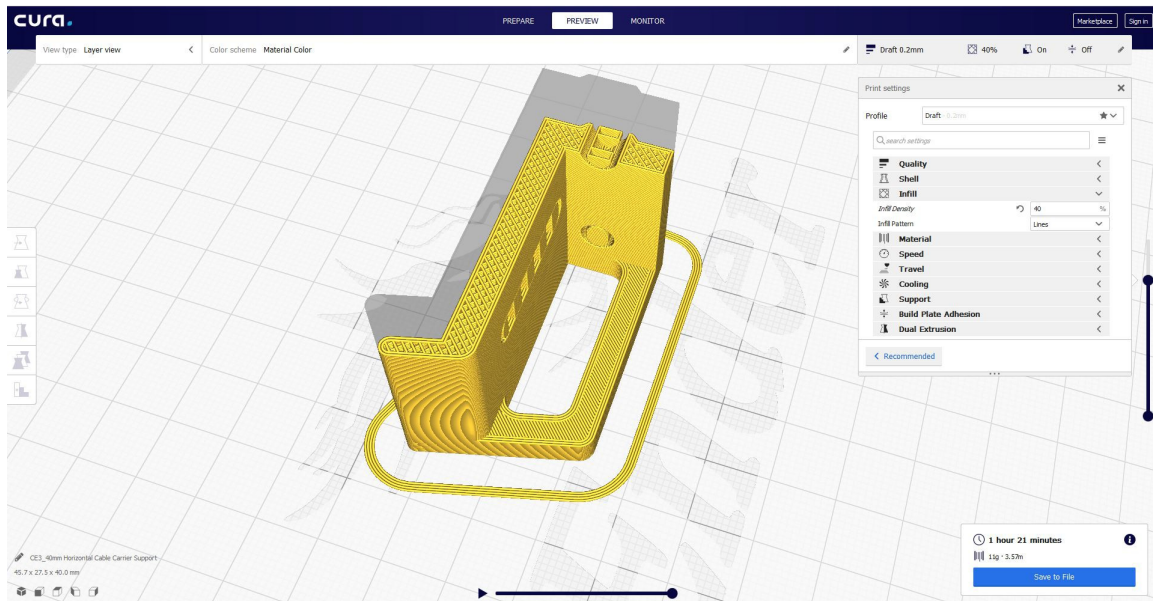 cura.
PREPARE PREVIEW MONITOR
Marketplace Sign in
View type Layer view
Color scheme Material Color
Draft 0.2mm 40% On Off
Print settings
Profile Draft 0.2mm
search settings
Quality
Shell
Infill
Infill Density 40 %
Infill Pattern Lines
Material
Speed
Travel
Cooling
Support
Build Plate Adhesion
Dual Extrusion
Recommended
CE3_40mm Horizontal Cable Carrier Support
45.7 x 27.5 x 40.0 mm
1 hour 21 minutes
11g · 3.57m
Save to File